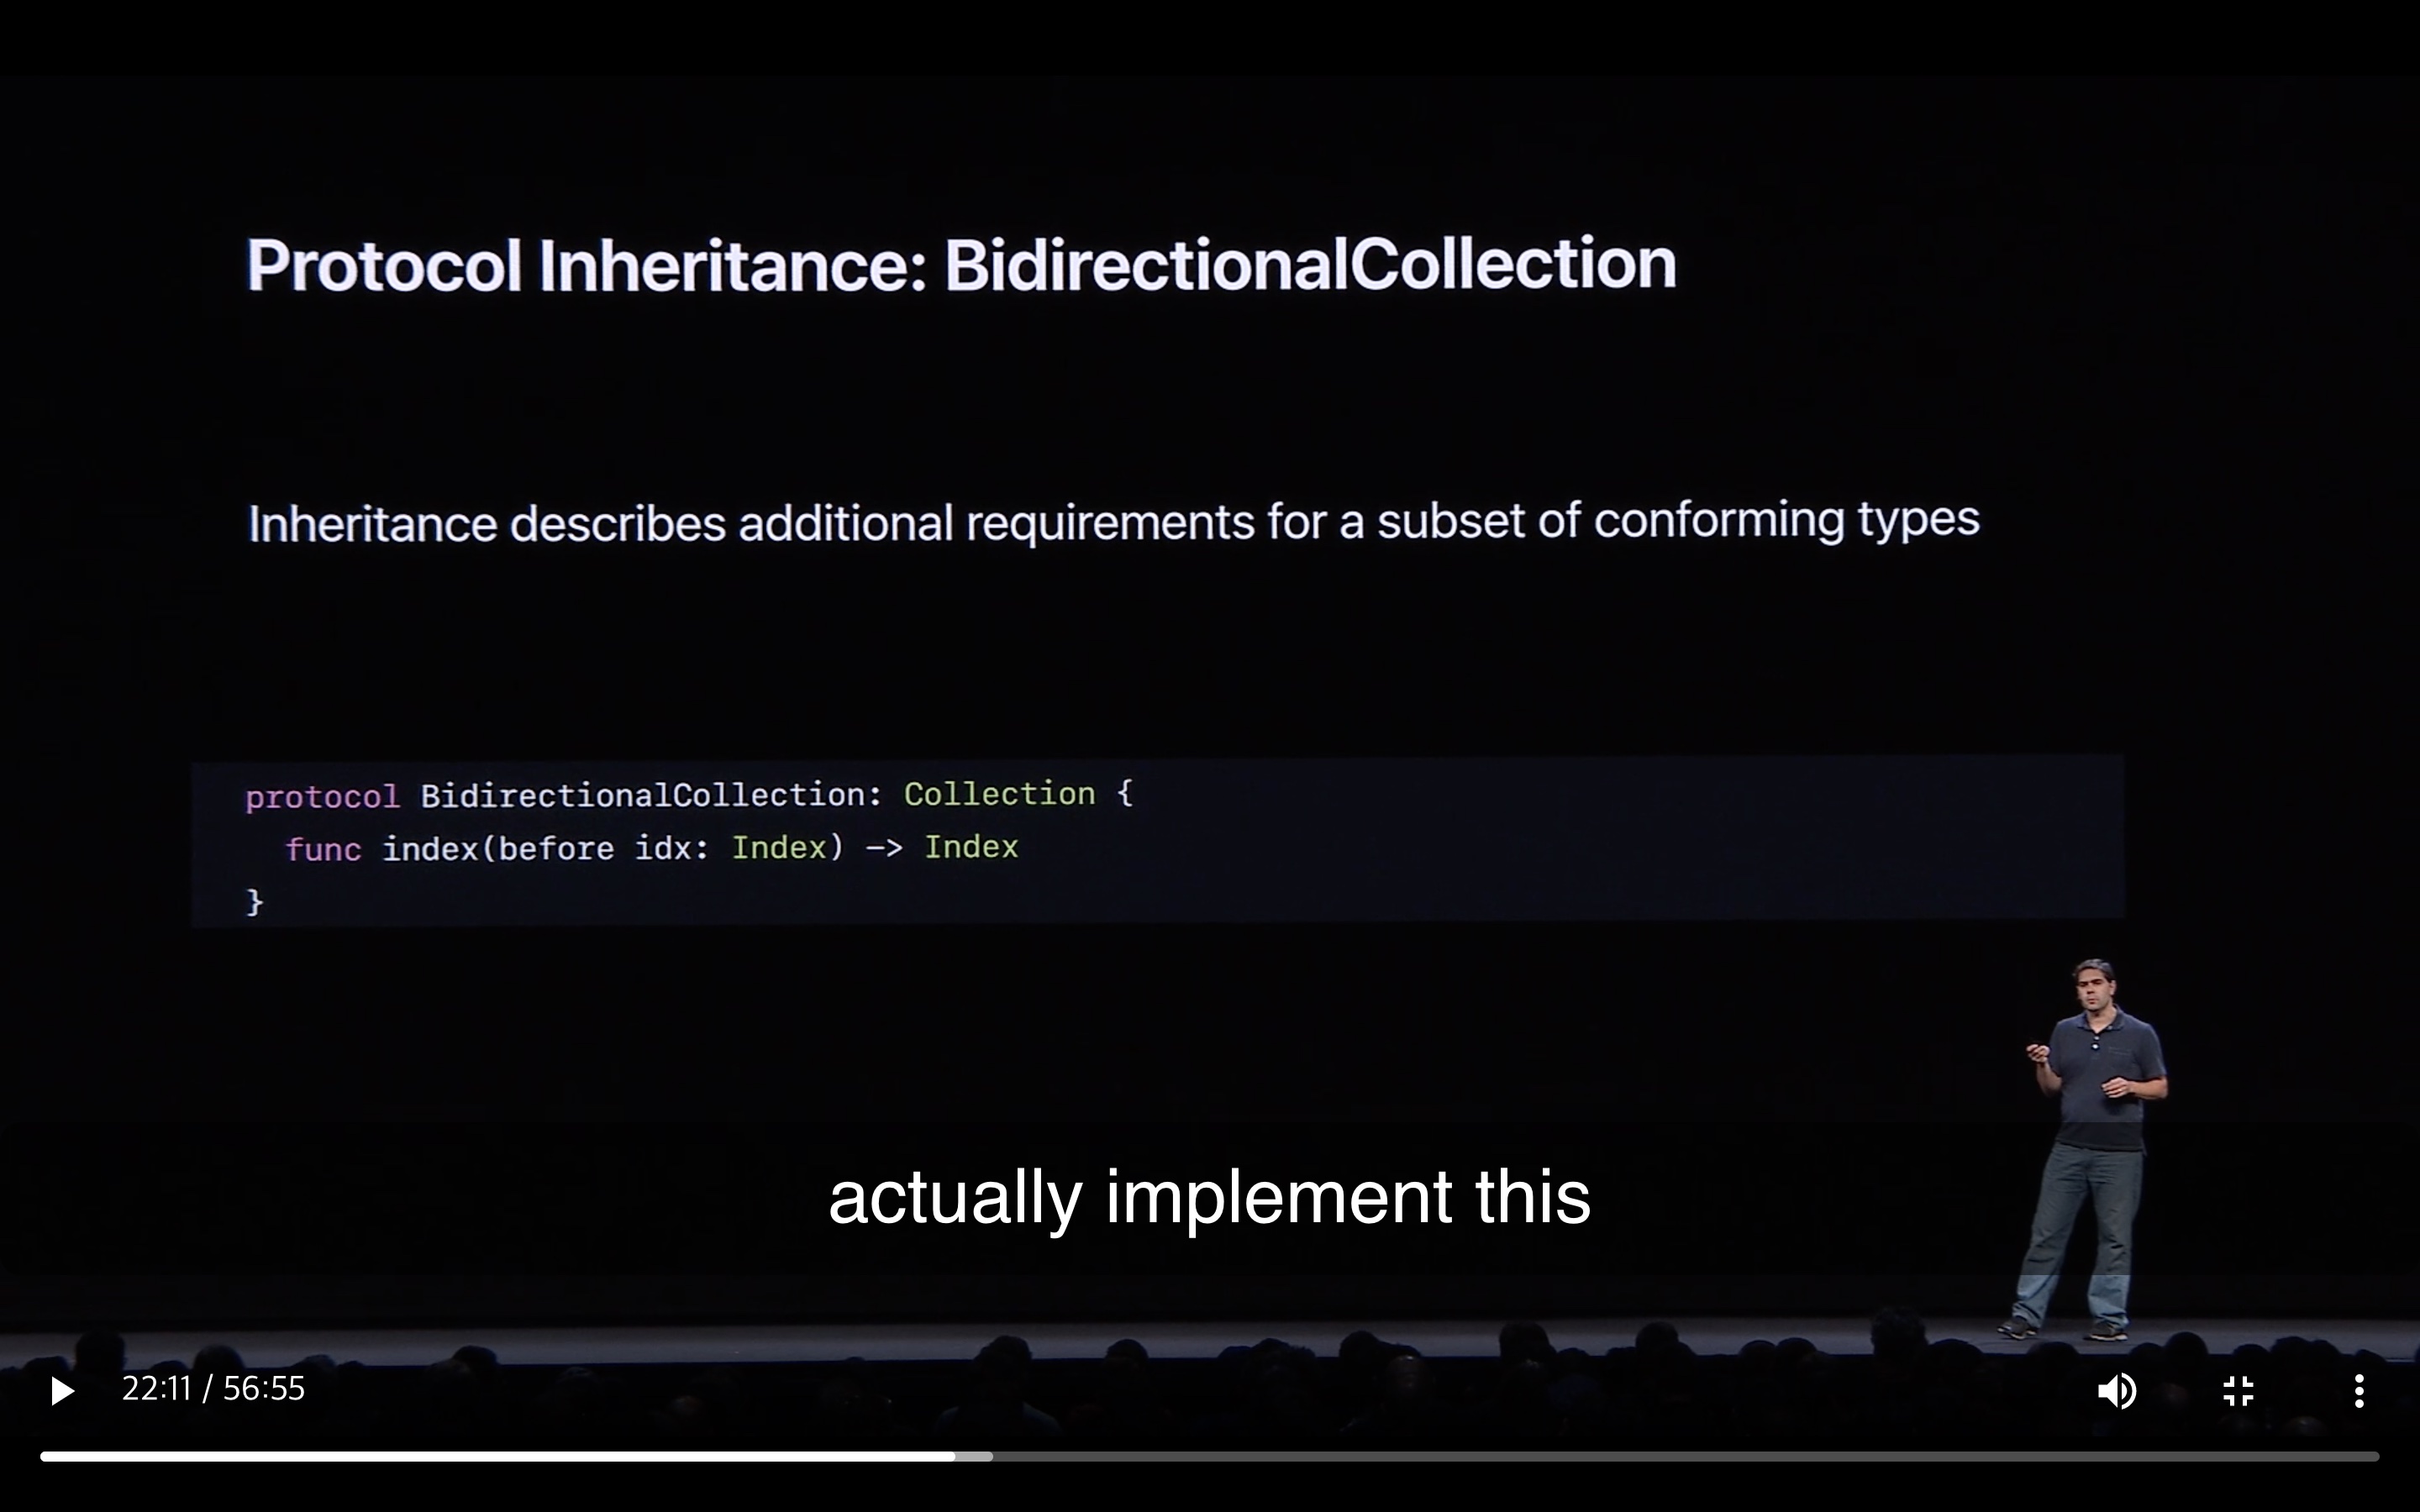 Protocol Inheritance: BidirectionalCollection
Inheritance describes additional requirements for a subset of conforming types
protocol BidirectionalCollection: Collection {
func index(before idx: Index) -> Index
}
actually implement this
22:11 / 56:55